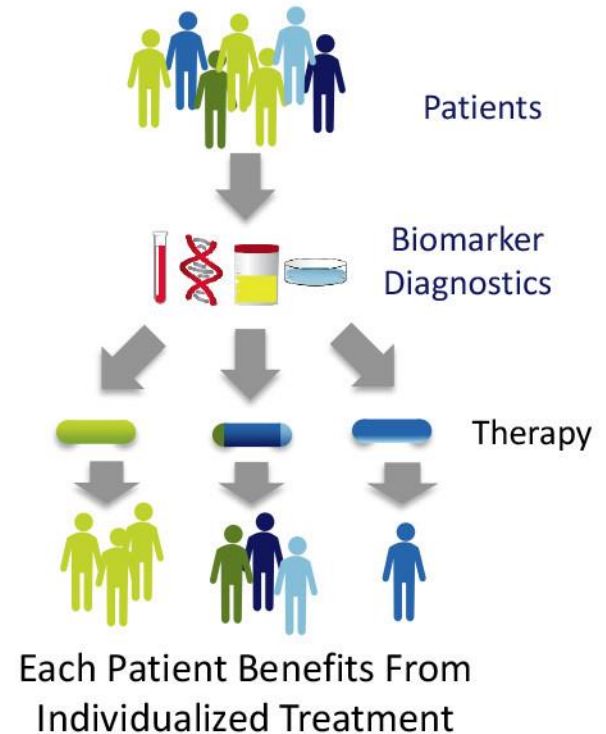 Patients
Biomarker
Diagnostics
Therapy
Each Patient Benefits From
Individualized Treatment